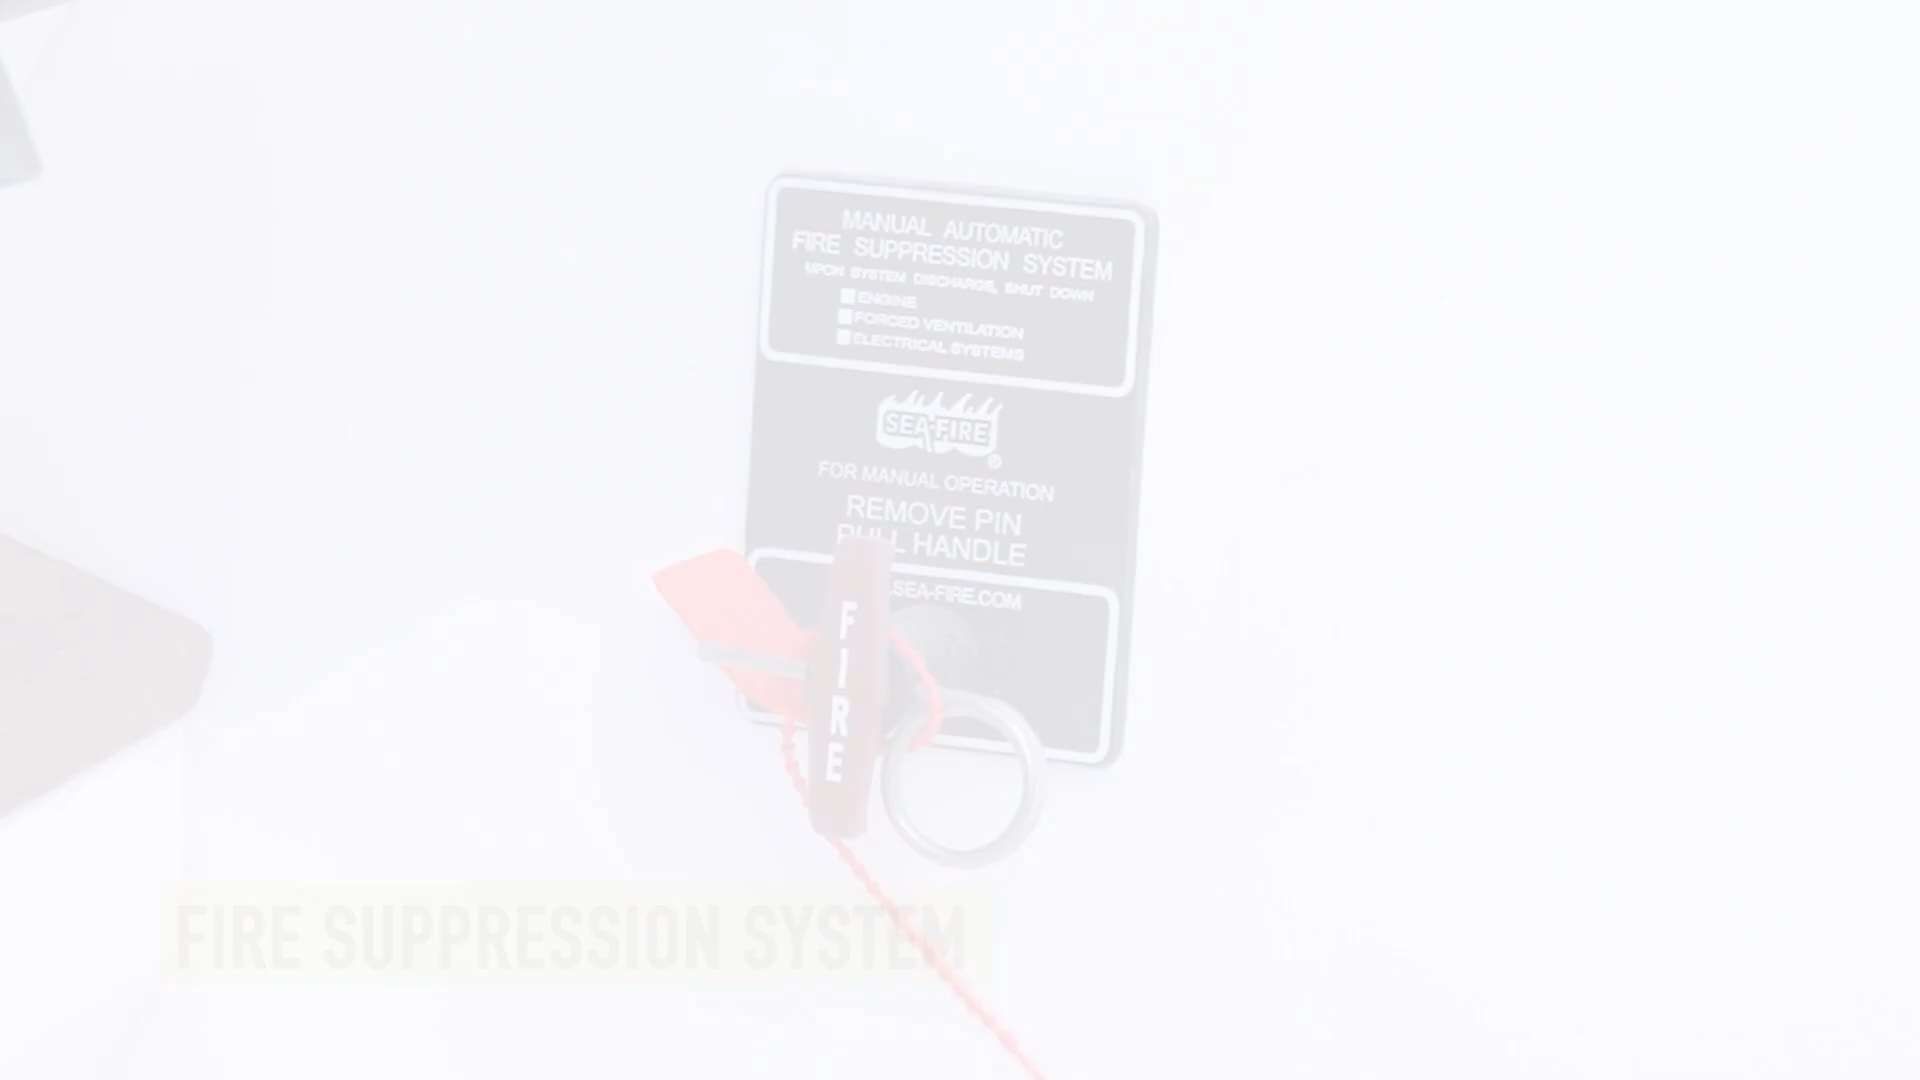 MANUAL AUTOMATIC
FIRE SUPPRESSION SYSTEM
UPON SYSTEM DISCHARGE, SHUT DOWN
ENGINE
FORCED VENTILATION
ELECTRICAL SYSTEMS
SEA-FIRE
®
FOR MANUAL OPERATION
REMOVE PIN
PULL HANDLE
.SEA-FIRE.COM
FIRE
FIRE SUPPRESSION SYSTEM